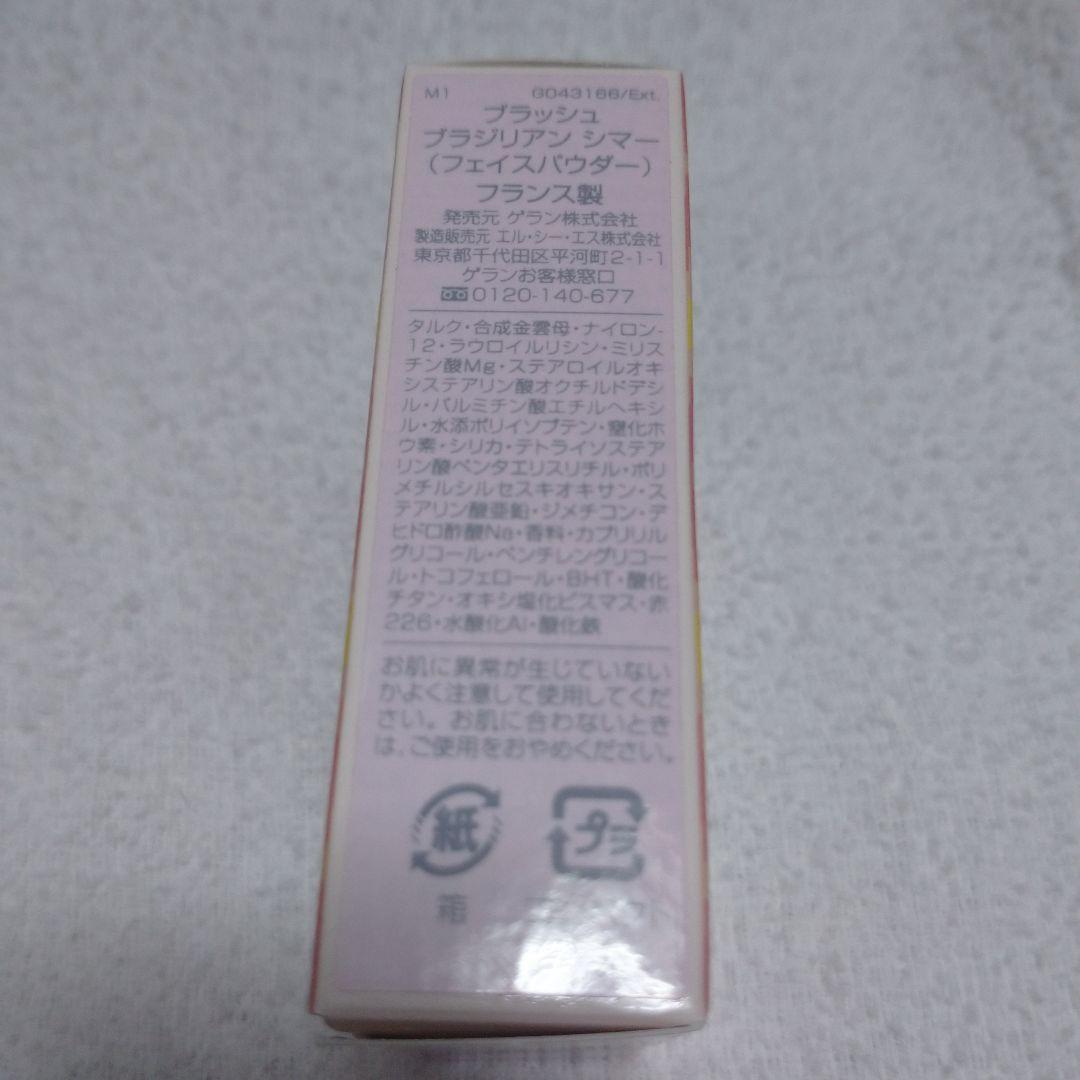 M1 G043166/Ext.
ブラッシュ
ブラジリアン シマー
(フェイスパウダー)
フランス製
発売元 ゲラン株式会社
製造販売元 エル・シー・エス株式会社
東京都千代田区平河町2-1-1
ゲランお客様窓口
0120-140-677
タルク・合成金雲母・ナイロン-
12・ラウロイルリシン・ミリス
チン酸Mg・ステアロイルオキ
システアリン酸オクチルドデシ
ル・パルミチン酸エチルヘキシ
ル・水添ポリイソブテン・窒化ホ
ウ素・シリカ・テトライソステア
リン酸ペンタエリスリチル・ポリ
メチルシルセスキオキサン・ス
テアリン酸亜鉛・ジメチコン・デ
ヒドロ酢酸Na・香料・カプリリル
グリコール・ペンチレングリコー
ル・トコフェロール・BHT・酸化
チタン・オキシ塩化ビスマス・赤
226・水酸化Al・酸化鉄
お肌に異常が生じていない
かよく注意して使用してくだ
さい。お肌に合わないとき
は、ご使用をおやめください。
紙 プラ
箱